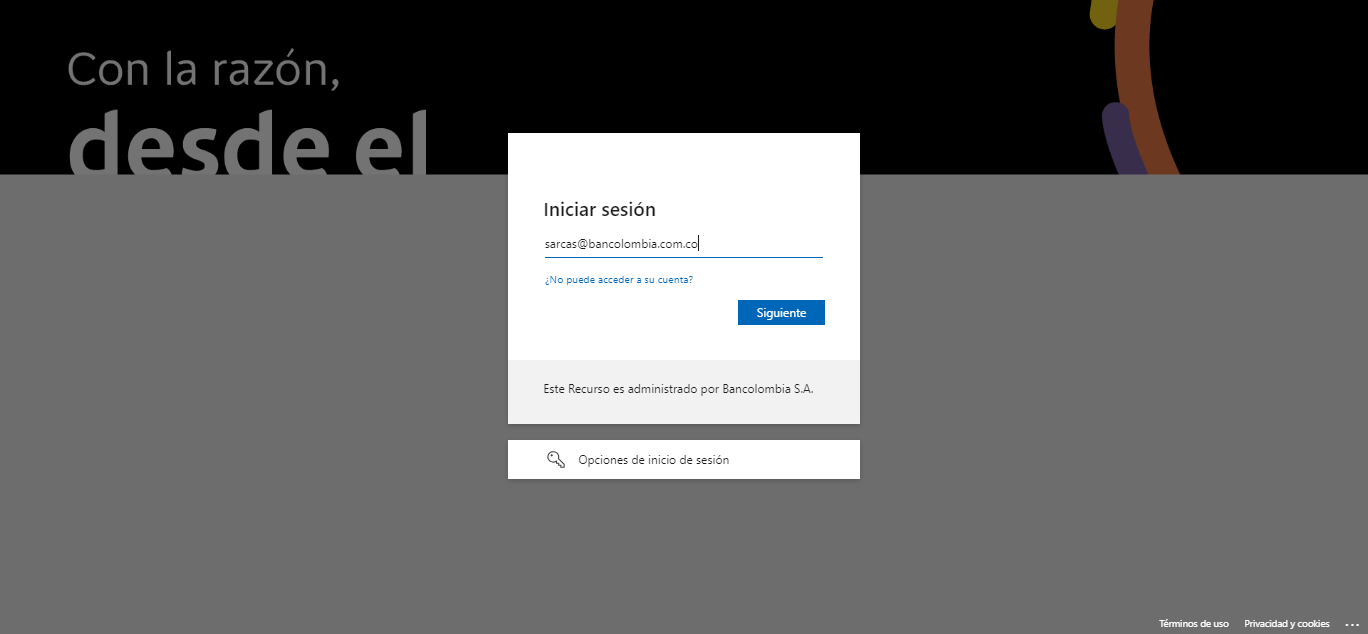 Con la razón,
desde el
Iniciar sesión
sarcas@bancolombia.com.co
¿No puede acceder a su cuenta?
Siguiente
Este Recurso es administrado por Bancolombia S.A.
Opciones de inicio de sesión
Términos de uso Privacidad y cookies ...